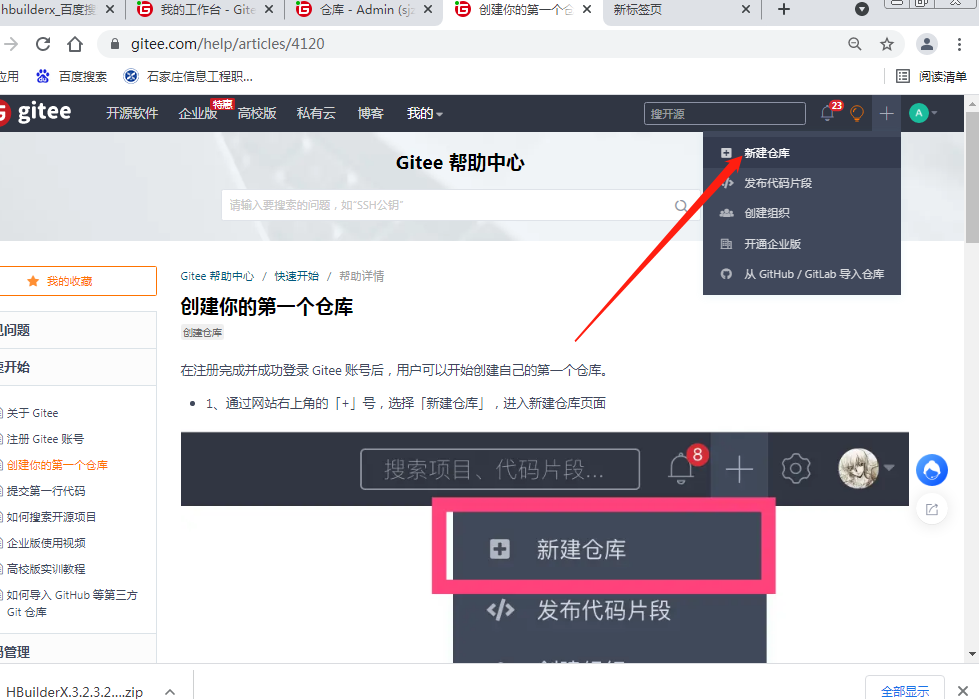 hbuilderx_百度搜
我的工作台 - Gite
仓库 - Admin (sja
创建你的第一个仓
新标签页
gitee.com/help/articles/4120
应用
百度搜索
石家庄信息工程职...
阅读清单
gitee
开源软件
企业版
特惠
高校版
私有云
博客
我的
搜开源
23
A
Gitee 帮助中心
请输入要搜索的问题，如“SSH公钥”
新建仓库
发布代码片段
创建组织
开通企业版
从 GitHub / GitLab 导入仓库
我的收藏
Gitee 帮助中心 / 快速开始 / 帮助详情
创建你的第一个仓库
创建仓库
见问题
速开始
关于 Gitee
注册 Gitee 账号
创建你的第一个仓库
提交第一行代码
如何搜索开源项目
企业版使用视频
高校版实训教程
如何导入 GitHub 等第三方
Git 仓库
码管理
在注册完成并成功登录 Gitee 账号后，用户可以开始创建自己的第一个仓库。
1、通过网站右上角的「+」号，选择「新建仓库」，进入新建仓库页面
搜索项目、代码片段...
8
新建仓库
发布代码片段
HBuilderX.3.2.3.2....zip
全部显示